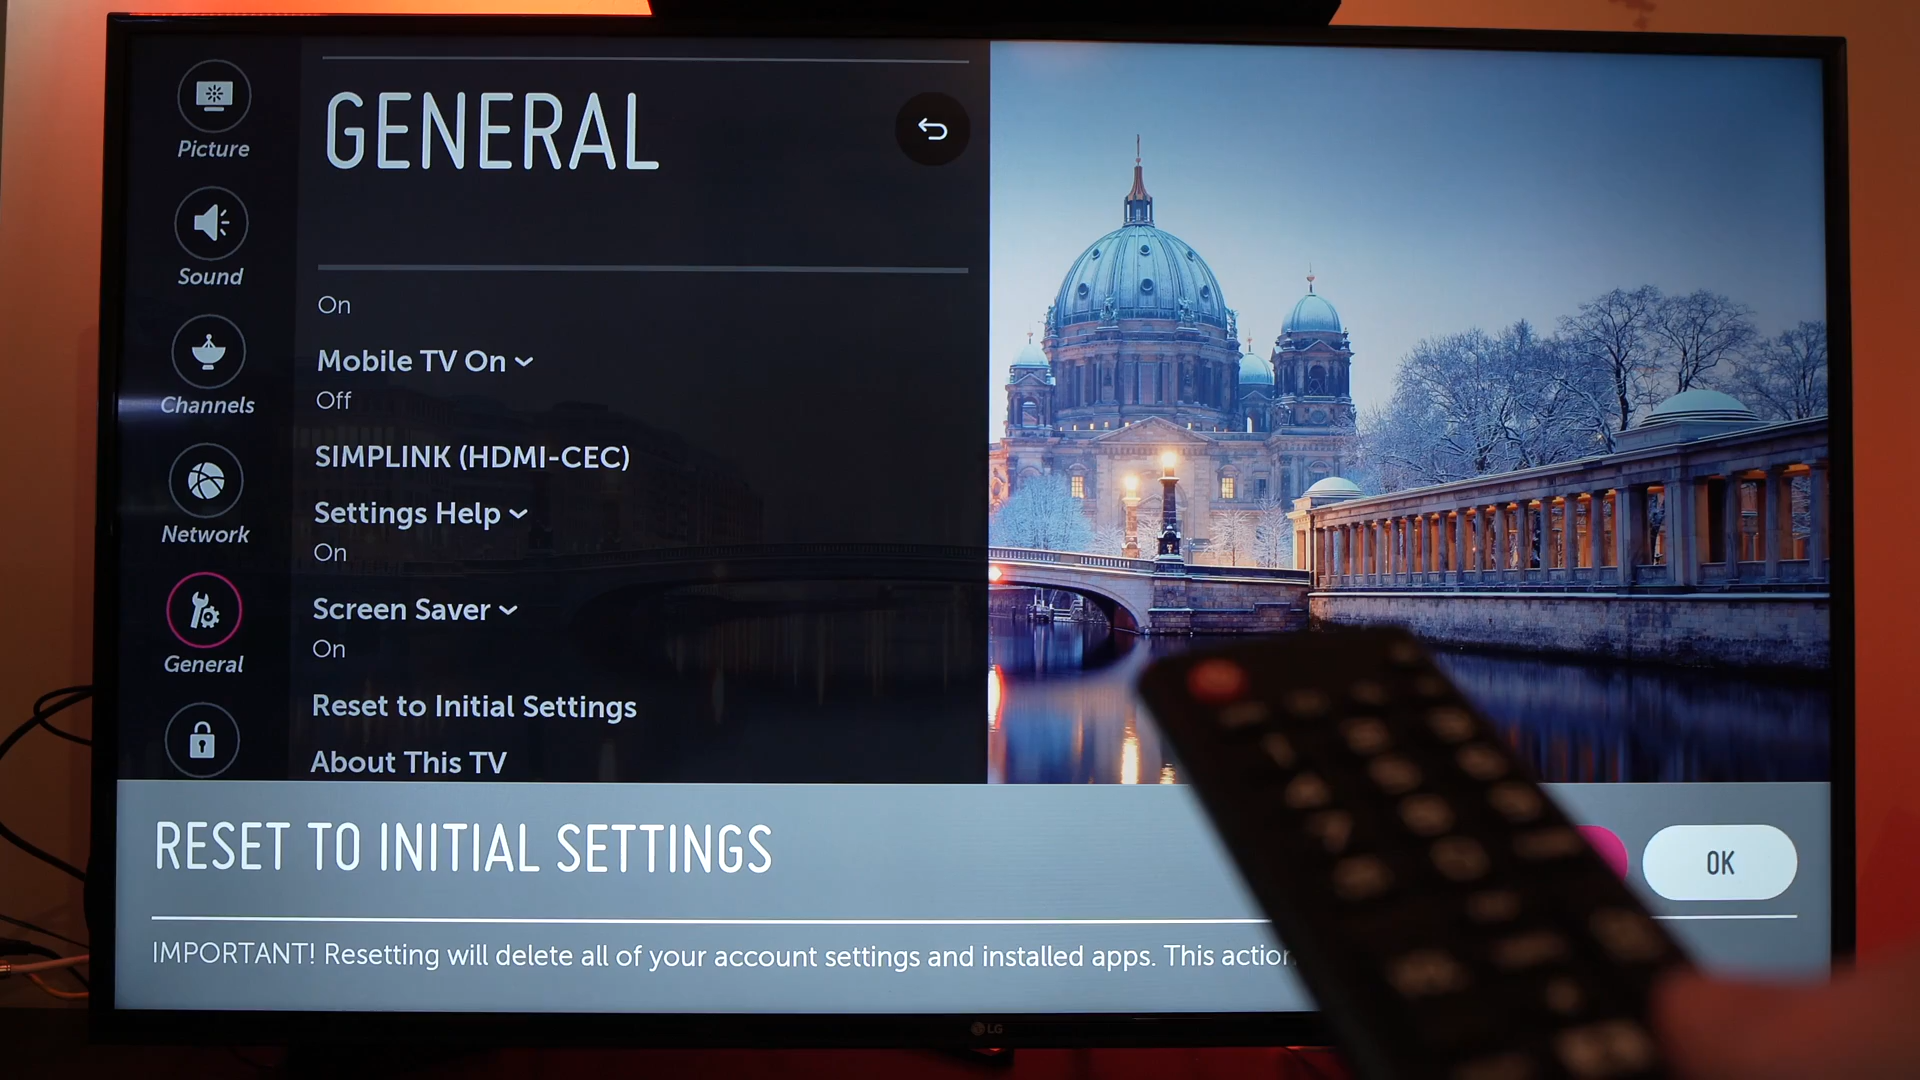 Picture
Sound
Channels
Network
General
GENERAL
On
Mobile TV On
Off
SIMPLINK (HDMI-CEC)
Settings Help
On
Screen Saver
On
Reset to Initial Settings
About This TV
RESET TO INITIAL SETTINGS
OK
IMPORTANT! Resetting will delete all of your account settings and installed apps. This action
LG